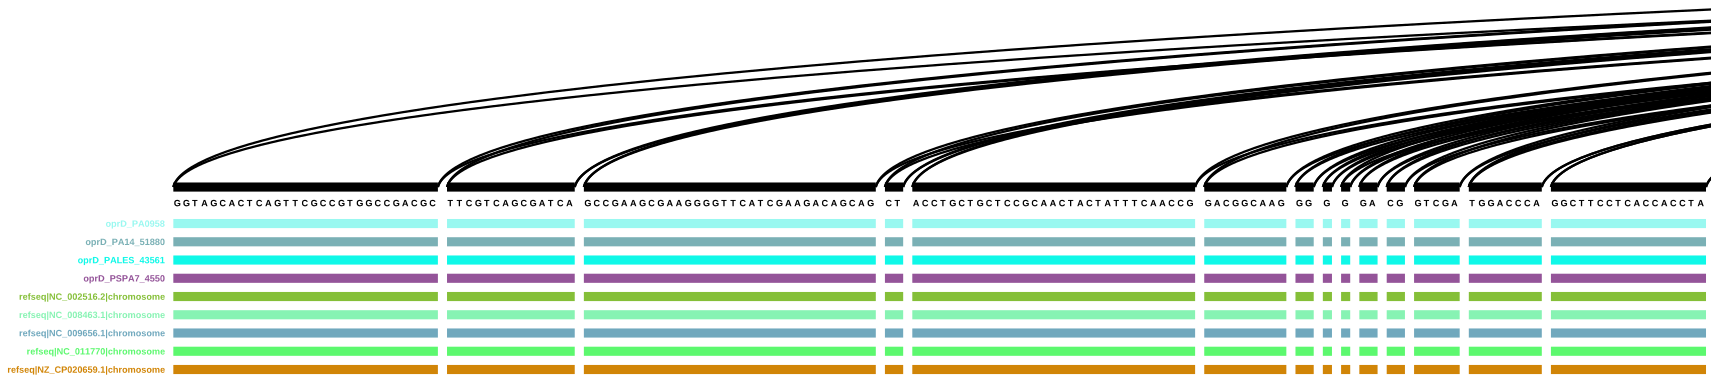 GGTAGCACTCAGTTCGCCGTGGCCGACGC TTCGTCAGCGATCA GCCGAAGCGAAGGGGTTCATCGAAGACAGCAG CT ACCTGCTGCTCCGCAACTACTATTTCAACCG GACGGCAAG GG G G GA CG GTCGA TGGACCCA GGCTTCCTCACCACCTA
oprD_PA0958
oprD_PA14_51880
oprD_PALES_43561
oprD_PSPA7_4550
refseq|NC_002516.2|chromosome
refseq|NC_008463.1|chromosome
refseq|NC_009656.1|chromosome
refseq|NC_011770|chromosome
refseq|NZ_CP020659.1|chromosome